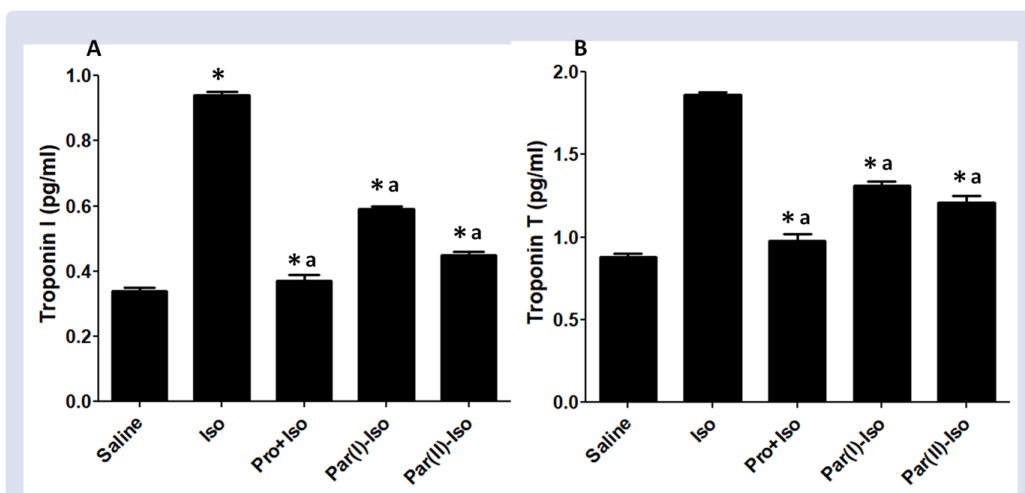 A
Troponin I (pg/ml)
1.0
0.8
0.6
0.4
0.2
0.0
*
* a
* a
* a
Saline
Iso
Pro+Iso
Par(I)-Iso
Par(II)-Iso
B
Troponin T (pg/ml)
2.0
1.5
1.0
0.5
0.0
* a
* a
* a
Saline
Iso
Pro+Iso
Par(I)-Iso
Par(II)-Iso